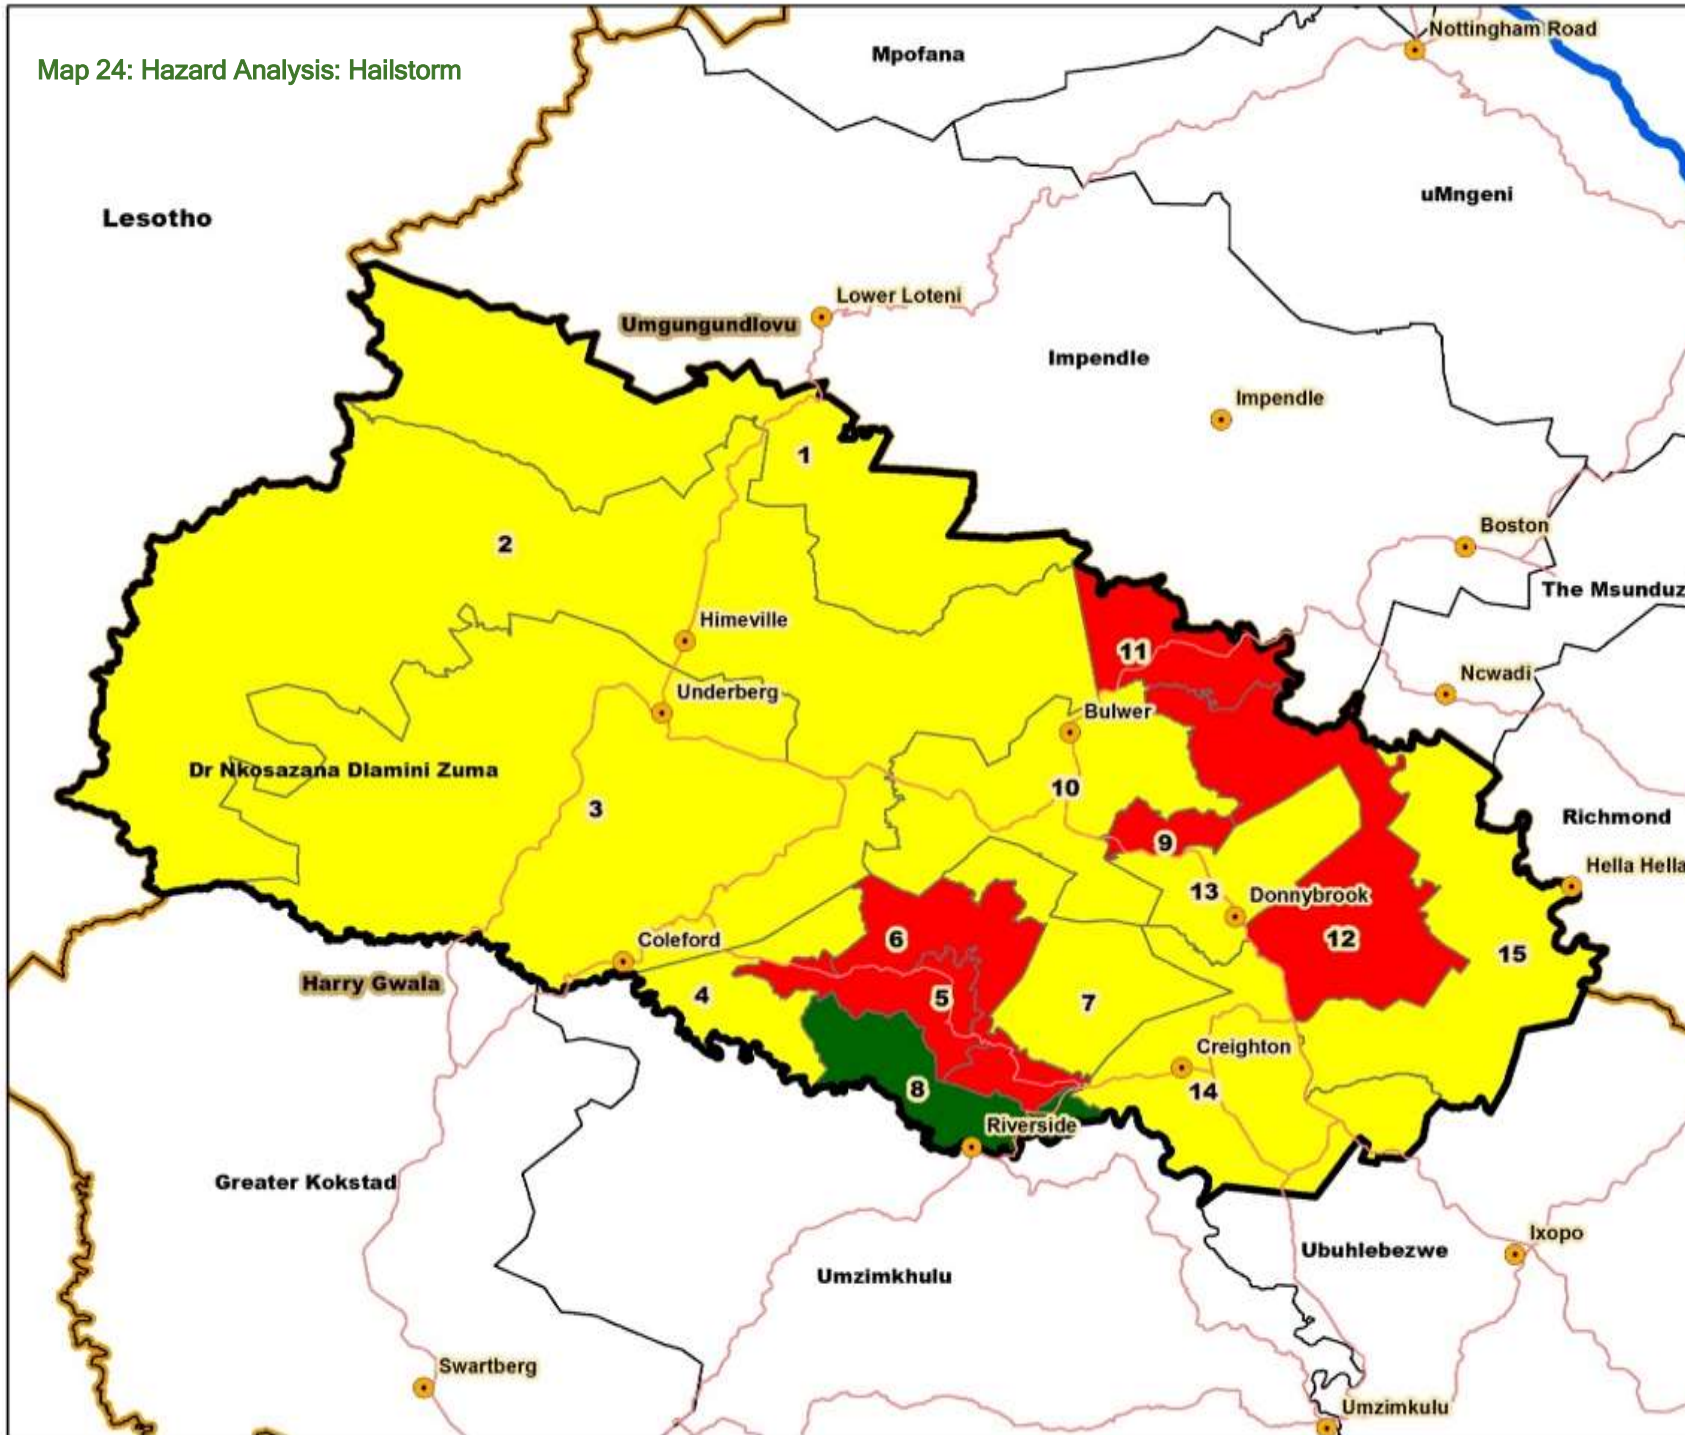 Nottingham Road
Mpofana
Map 24: Hazard Analysis: Hailstorm
uMngeni
Lesotho
Lower Loteni
Umgungundlovu
Impendle
Impendle
1
Boston
2
The Msunduz
Himeville
11
Ncwadi
Underberg
Bulwer
Dr Nkosazana Dlamini Zuma
10
3
Richmond
9
Hella Hella
13
Donnybrook
6
Coleford
12
15
Harry Gwala
4
5
7
Creighton
8
14
Riverside
Greater Kokstad
Ixopo
Ubuhlebezwe
Umzimkhulu
Swartberg
Umzimkulu